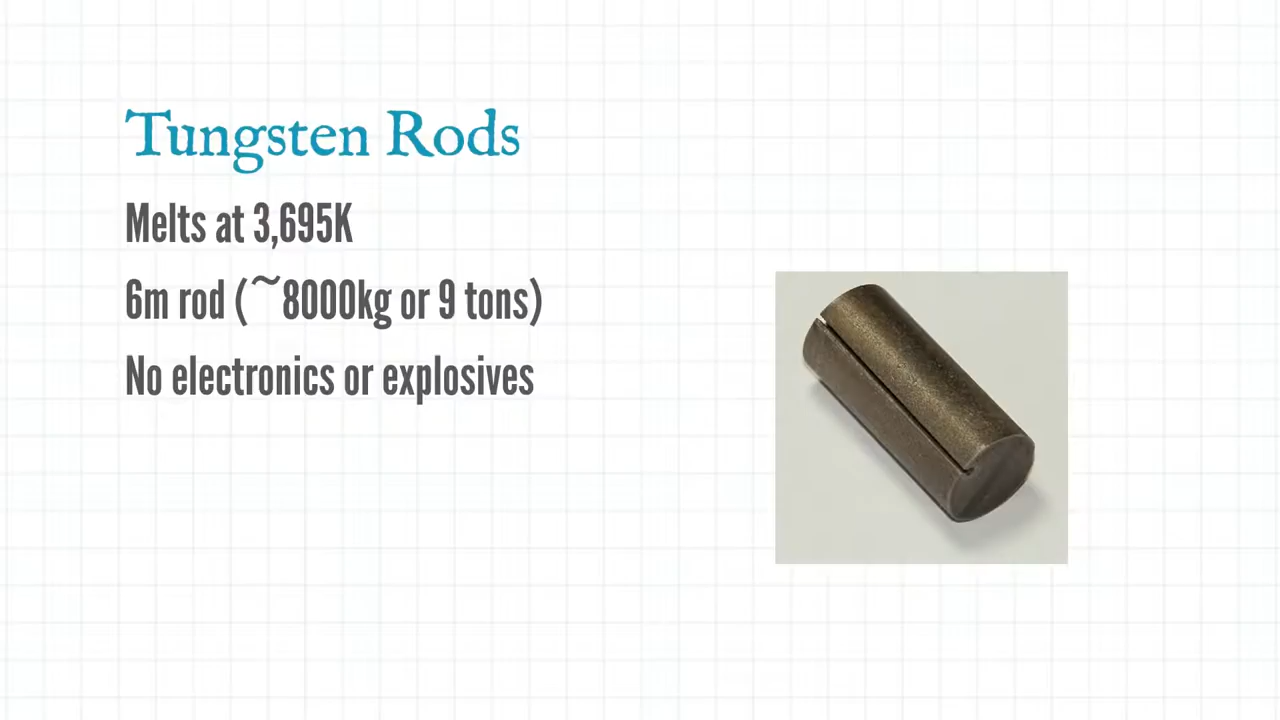 Tungsten Rods
Melts at 3,695K
6m rod (~8000kg or 9 tons)
No electronics or explosives